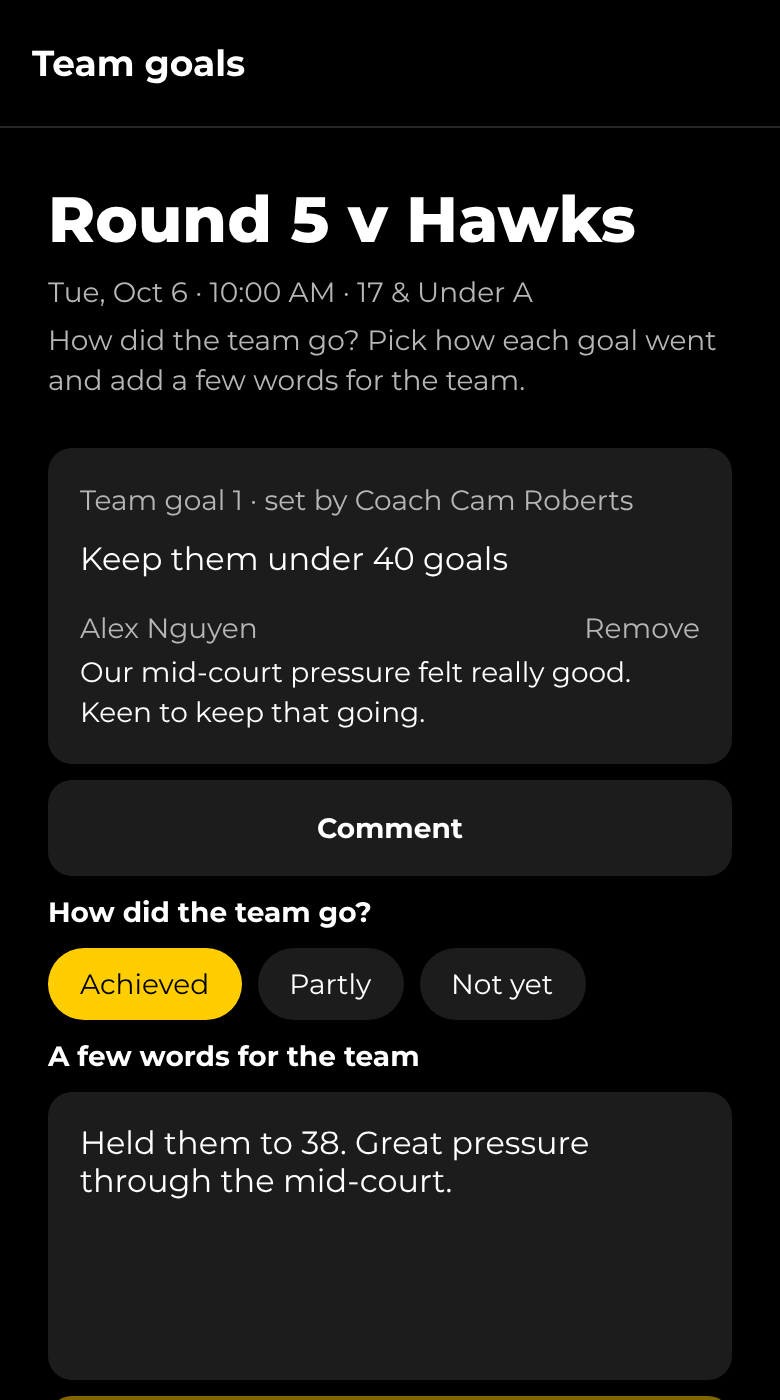 Team goals
Round 5 v Hawks
Tue, Oct 6 · 10:00 AM · 17 & Under A
How did the team go? Pick how each goal went
and add a few words for the team.
Team goal 1 · set by Coach Cam Roberts
Keep them under 40 goals
Alex Nguyen Remove
Our mid-court pressure felt really good.
Keen to keep that going.
Comment
How did the team go?
Achieved Partly Not yet
A few words for the team
Held them to 38. Great pressure
through the mid-court.